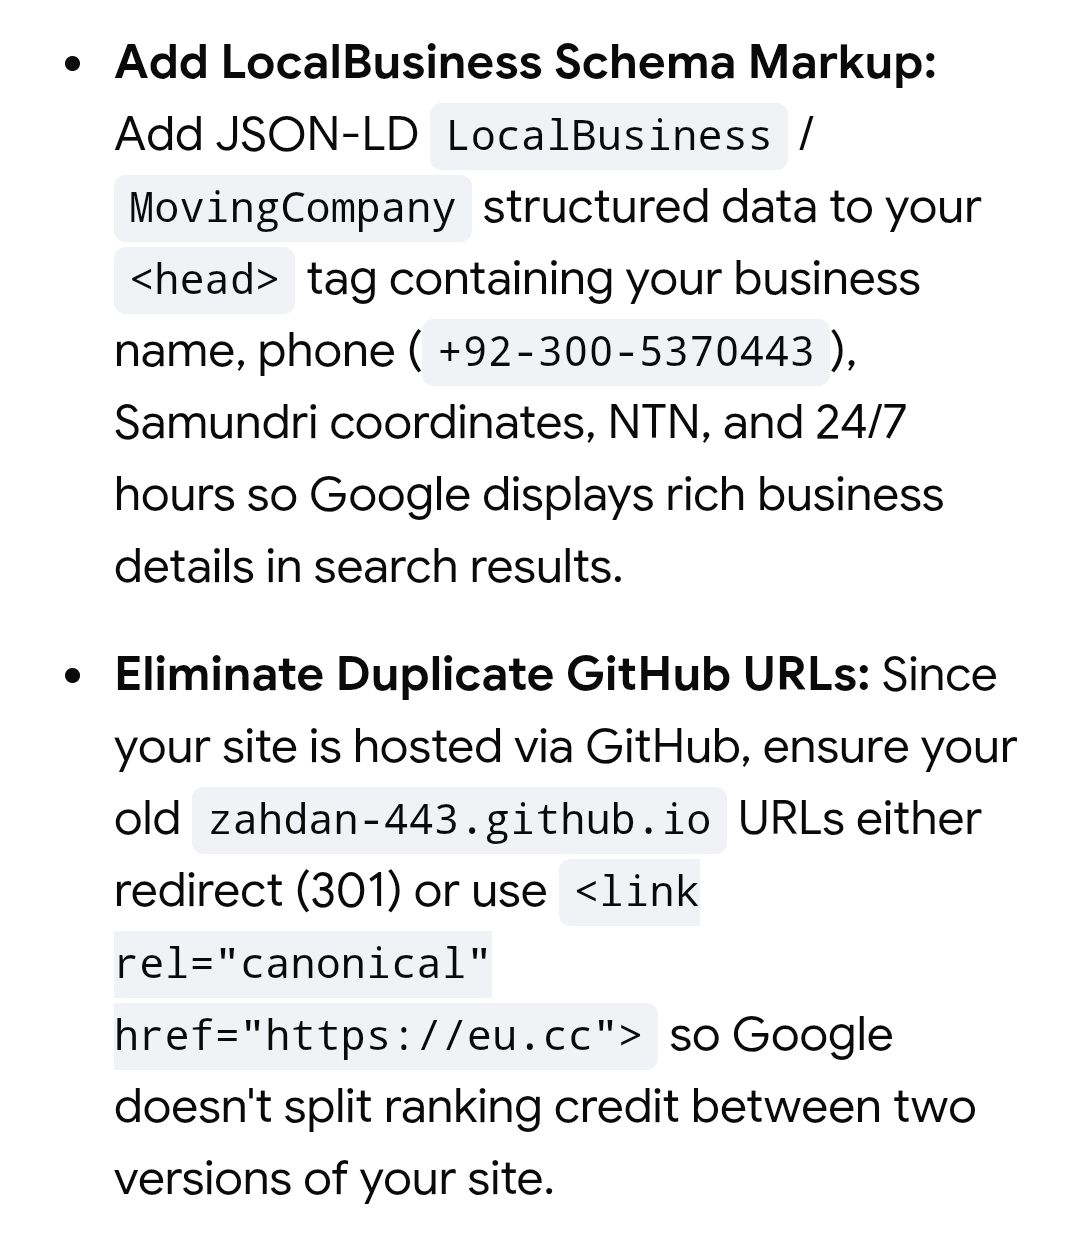 • Add LocalBusiness Schema Markup:
Add JSON-LD LocalBusiness /
MovingCompany structured data to your
<head> tag containing your business
name, phone ( +92-300-5370443 ),
Samundri coordinates, NTN, and 24/7
hours so Google displays rich business
details in search results.
• Eliminate Duplicate GitHub URLs: Since
your site is hosted via GitHub, ensure your
old zahdan-443.github.io URLs either
redirect (301) or use <link
rel="canonical"
href="https://eu.cc"> so Google
doesn't split ranking credit between two
versions of your site.